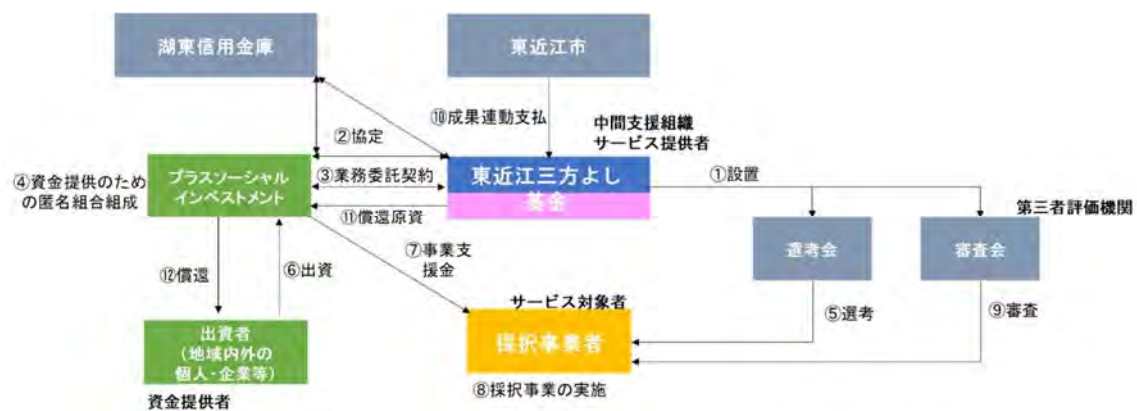 湖東信用金庫
東近江市
②協定
⑩成果連動支払
中間支援組織
サービス提供者
④資金提供のため
の匿名組合組成
プラスソーシャル
インベストメント
③業務委託契約
東近江三方よし
基金
①設置
⑪償還原資
第三者評価機関
⑫償還
⑥出資
⑦事業支
援金
選考会
審査会
サービス対象者
⑤選考
⑨審査
出資者
(地域内外の
個人・企業等)
採択事業者
資金提供者
⑧採択事業の実施